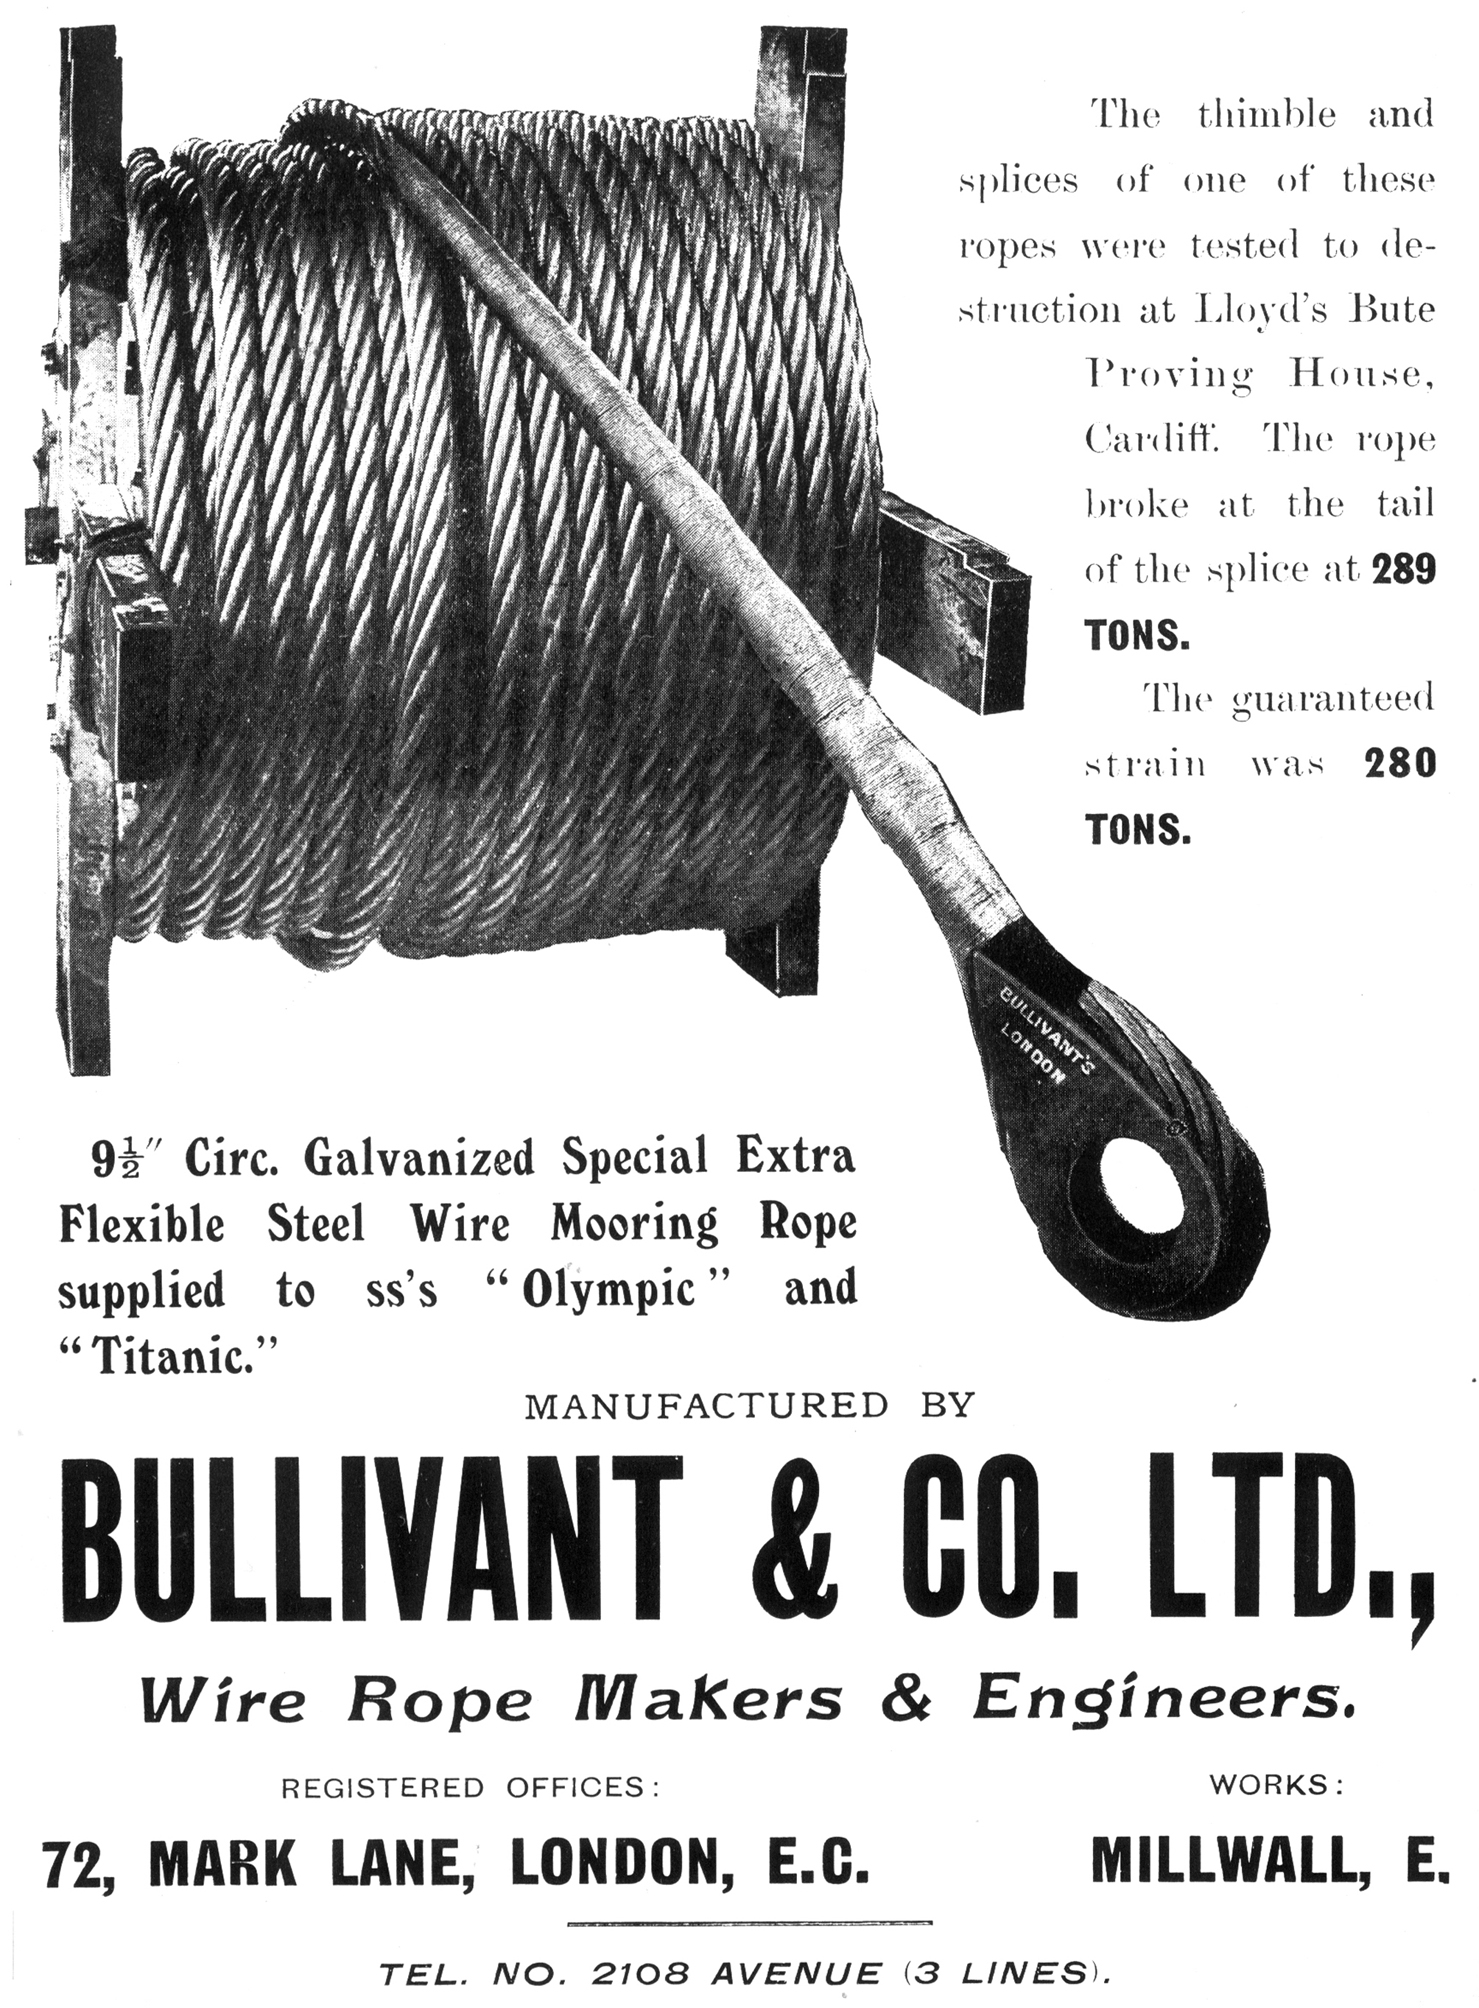 The thimble and
splices of one of these
ropes were tested to de-
struction at Lloyd's Bute
Proving House,
Cardiff. The rope
broke at the tail
of the splice at 289
TONS.
The guaranteed
strain was 280
TONS.
BULLIVANT'S
LONDON
9½″ Circ. Galvanized Special Extra
Flexible Steel Wire Mooring Rope
supplied to ss's “Olympic” and
“Titanic.”
MANUFACTURED BY
BULLIVANT & CO. LTD.,
Wire Rope Makers & Engineers.
REGISTERED OFFICES:
72, MARK LANE, LONDON, E.C.
WORKS:
MILLWALL, E.
TEL. NO. 2108 AVENUE (3 LINES).